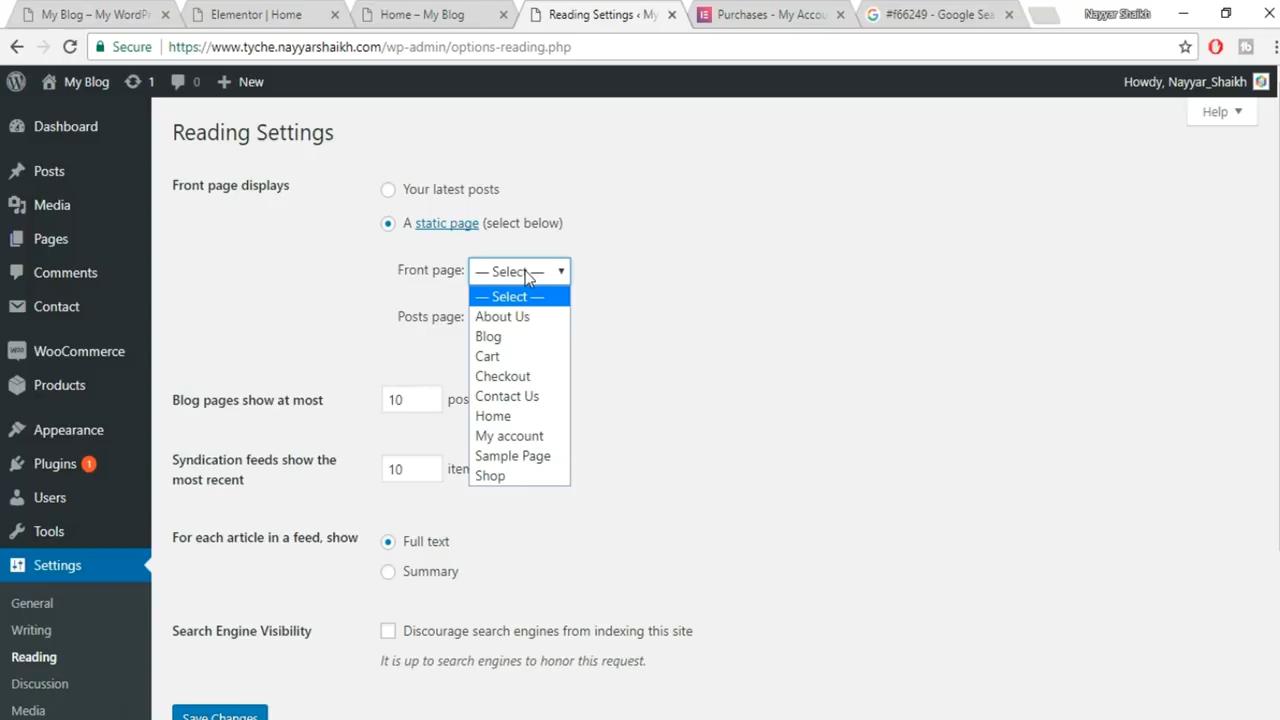 My Blog – My WordPr
Elementor | Home
Home – My Blog
Reading Settings ‹ My
Purchases - My Accou
#f66249 - Google Sea
Nayyar Shaikh
Secure
https://www.tyche.nayyarshaikh.com/wp-admin/options-reading.php
My Blog
1
0
New
Howdy, Nayyar_Shaikh
Help
Dashboard
Posts
Media
Pages
Comments
Contact
WooCommerce
Products
Appearance
Plugins 1
Users
Tools
Settings
General
Writing
Reading
Discussion
Media
Reading Settings
Front page displays
Your latest posts
A static page (select below)
Front page: — Select —
— Select —
About Us
Blog
Cart
Checkout
Contact Us
Home
My account
Sample Page
Shop
Posts page:
Blog pages show at most
10 pos
Syndication feeds show the
most recent
10 iten
For each article in a feed, show
Full text
Summary
Search Engine Visibility
Discourage search engines from indexing this site
It is up to search engines to honor this request.
Save Changes